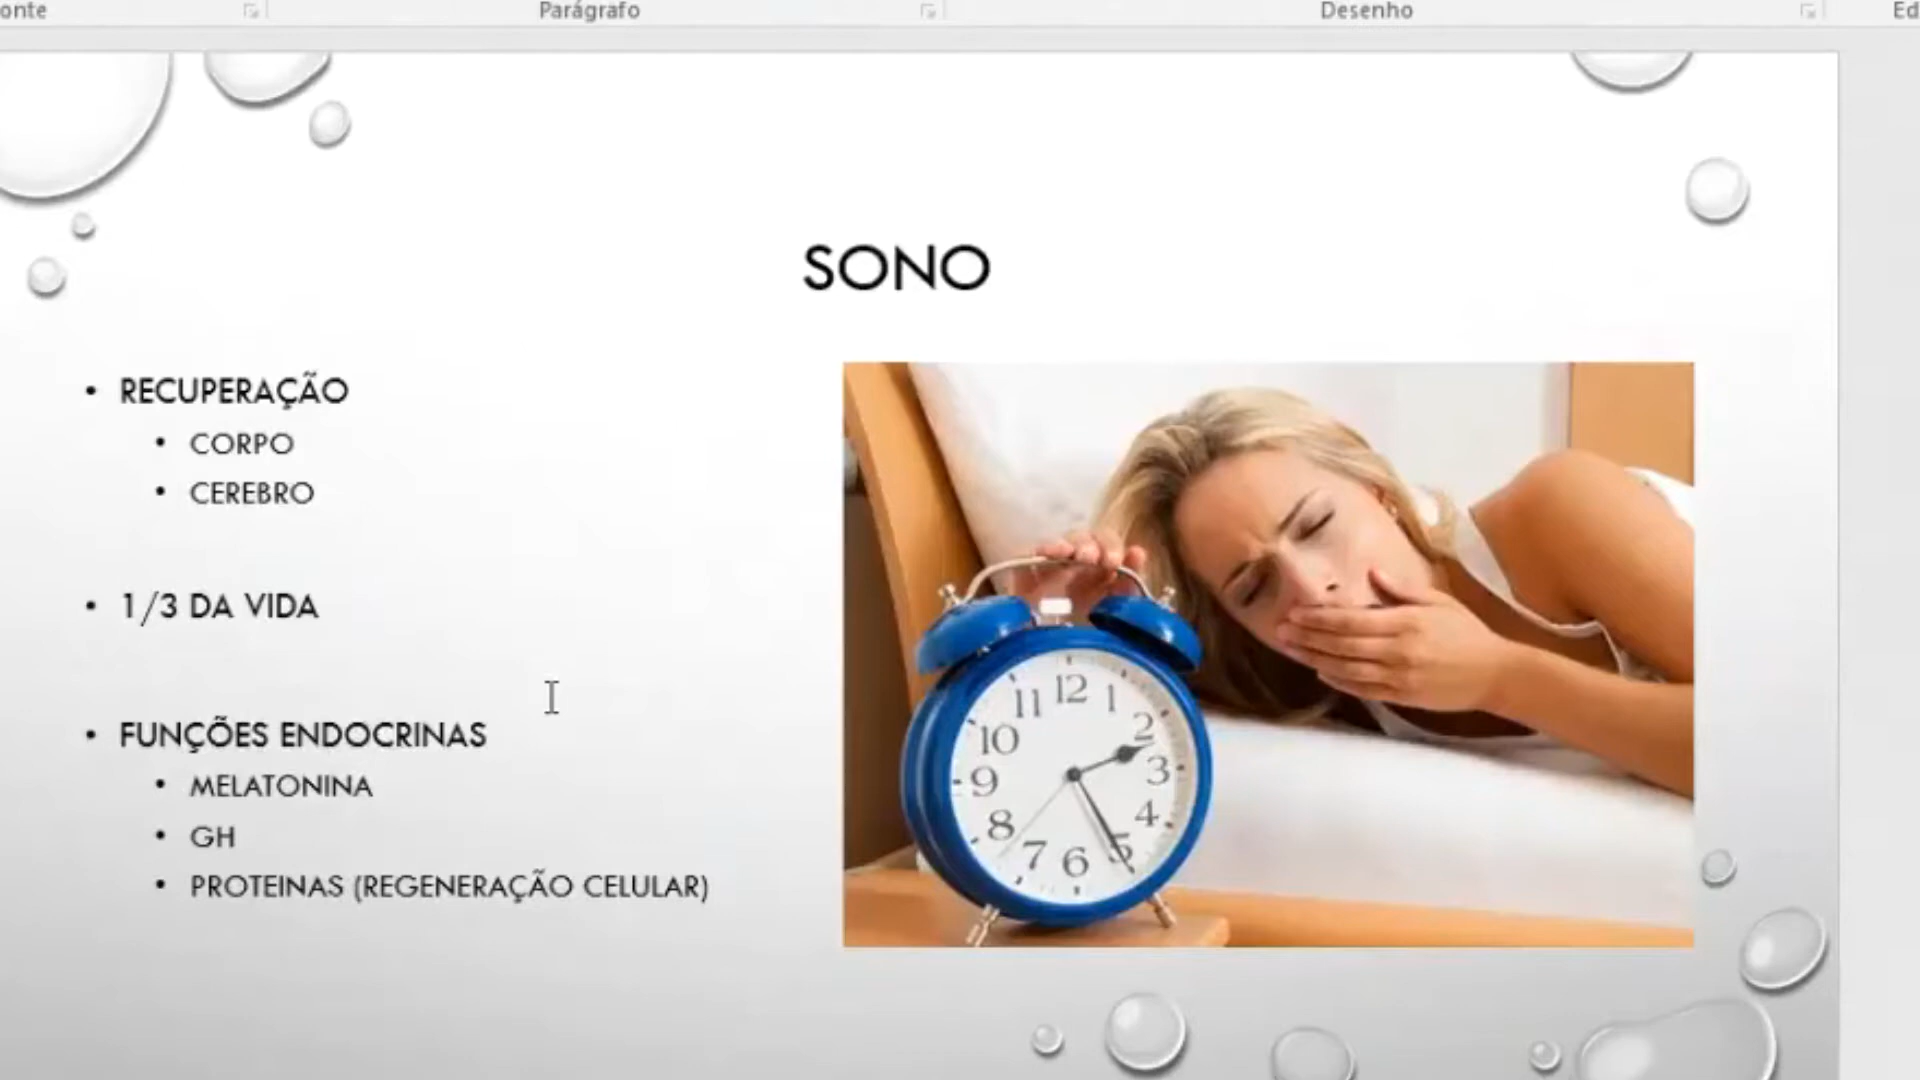 onte Parágrafo Desenho Ed
SONO
• RECUPERAÇÃO
• CORPO
• CEREBRO
• 1/3 DA VIDA
• FUNÇÕES ENDOCRINAS
• MELATONINA
• GH
• PROTEINAS (REGENERAÇÃO CELULAR)
12
11 1
10 2
9 3
8 4
7 6 5